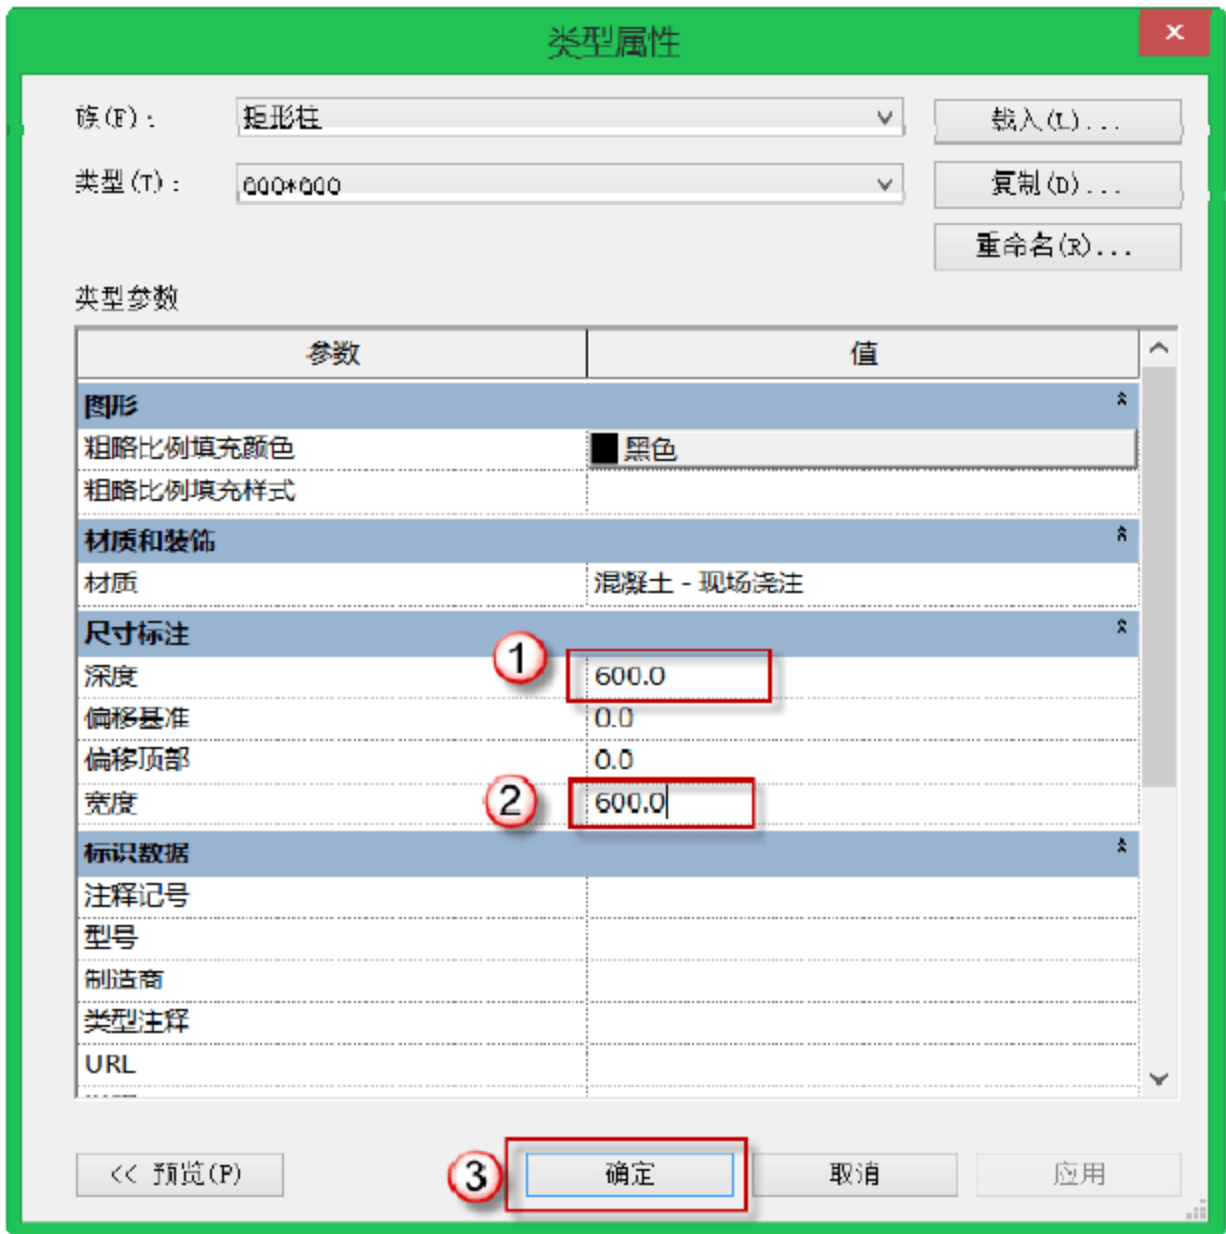 类型属性
x
族(F)： 矩形柱 载入(L)...
类型(T)： 600*600 复制(D)...
重命名(R)...
类型参数
参数 值
图形
粗略比例填充颜色 黑色
粗略比例填充样式
材质和装饰
材质 混凝土 - 现场浇注
尺寸标注
深度 ① 600.0
偏移基准 0.0
偏移顶部 0.0
宽度 ② 600.0
标识数据
注释记号
型号
制造商
类型注释
URL
<< 预览(P) ③ 确定 取消 应用